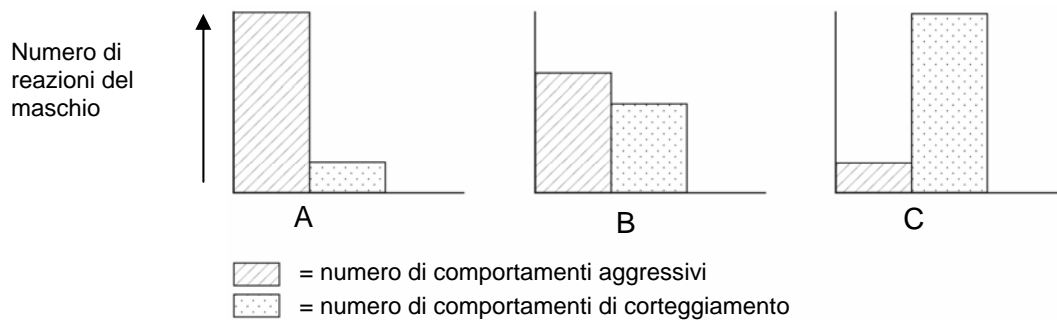 Numero di
reazioni del
maschio
A
B
C
= numero di comportamenti aggressivi
= numero di comportamenti di corteggiamento